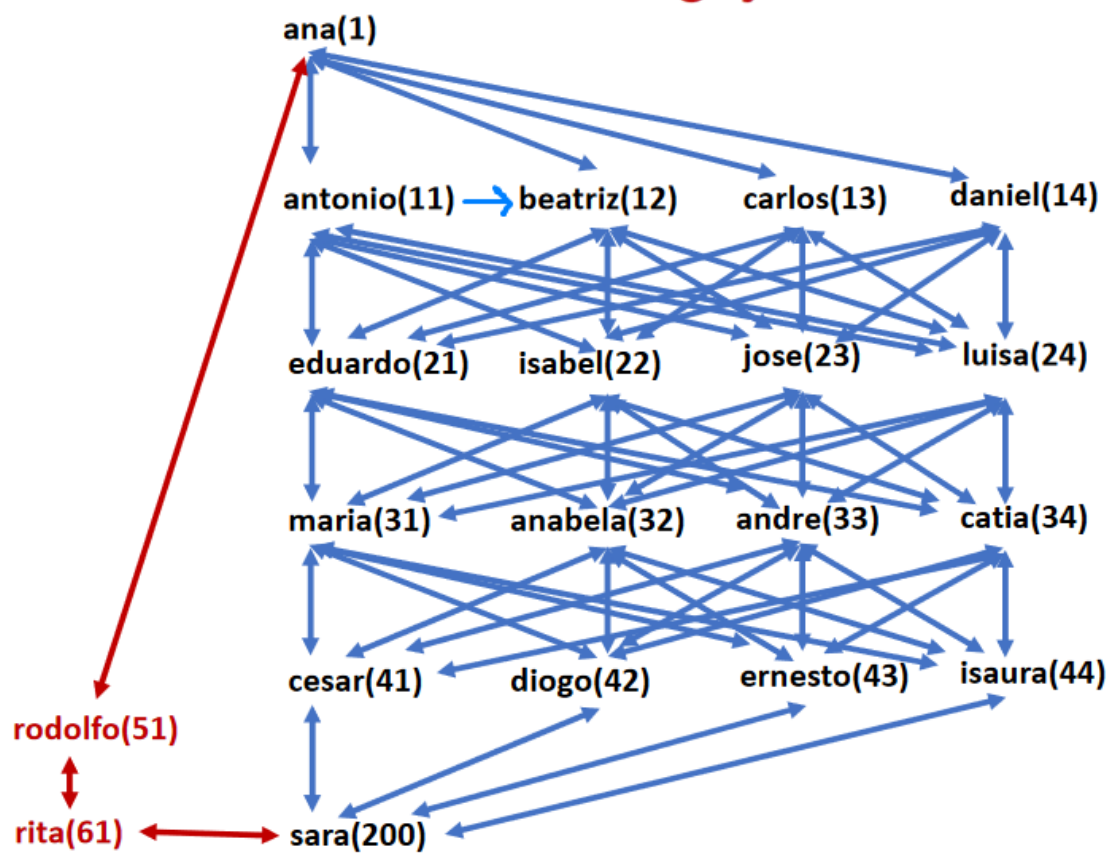 ana(1)
antonio(11) beatriz(12) carlos(13) daniel(14)
eduardo(21) isabel(22) jose(23) luisa(24)
maria(31) anabela(32) andre(33) catia(34)
cesar(41) diogo(42) ernesto(43) isaura(44)
rodolfo(51)
rita(61) sara(200)